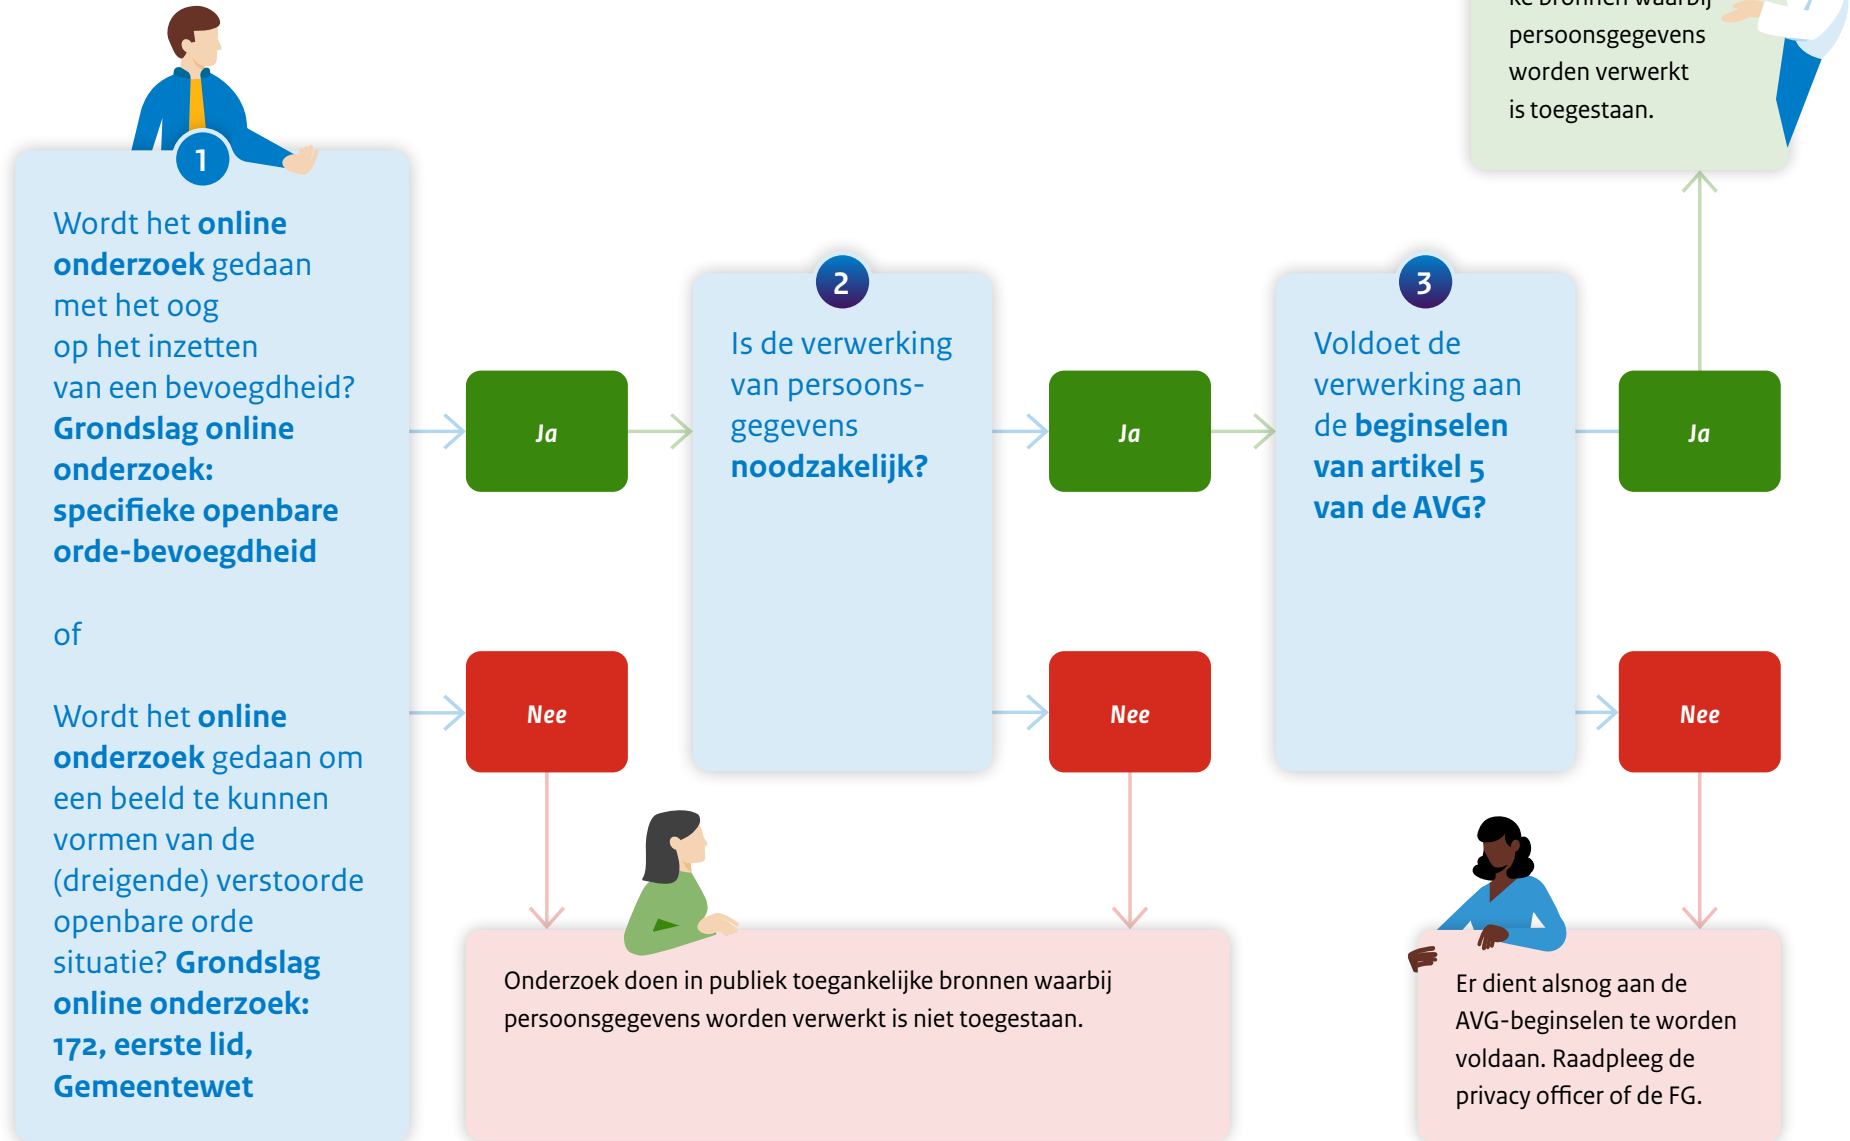 persoonsgegevens
worden verwerkt
is toegestaan.
1
Wordt het online
onderzoek gedaan
met het oog
op het inzetten
van een bevoegdheid?
Grondslag online
onderzoek:
specifieke openbare
orde-bevoegdheid
of
Wordt het online
onderzoek gedaan om
een beeld te kunnen
vormen van de
(dreigende) verstoorde
openbare orde
situatie? Grondslag
online onderzoek:
172, eerste lid,
Gemeentewet
Ja
Nee
2
Is de verwerking
van persoons-
gegevens
noodzakelijk?
Ja
Nee
3
Voldoet de
verwerking aan
de beginselen
van artikel 5
van de AVG?
Ja
Nee
Onderzoek doen in publiek toegankelijke bronnen waarbij
persoonsgegevens worden verwerkt is niet toegestaan.
Er dient alsnog aan de
AVG-beginselen te worden
voldaan. Raadpleeg de
privacy officer of de FG.